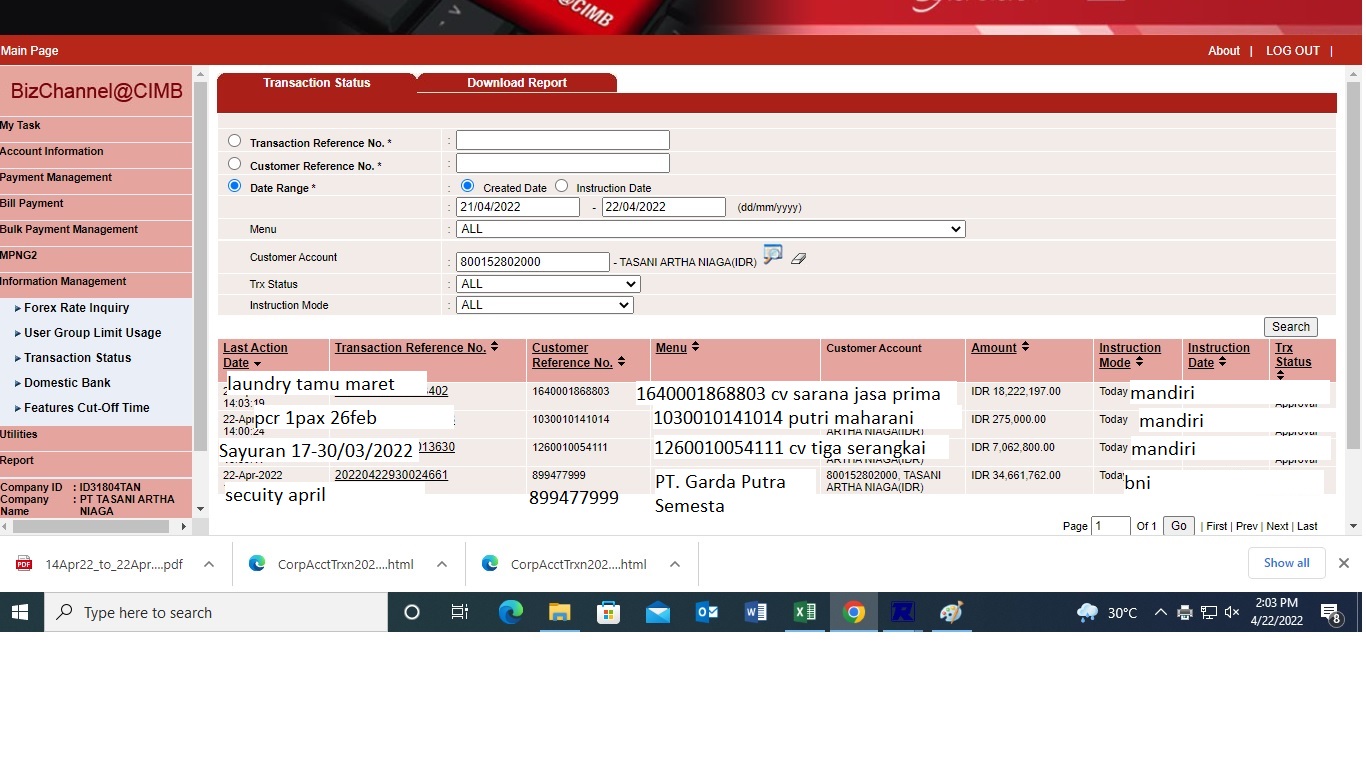 @CIMB
Main Page About | LOG OUT |
BizChannel@CIMB
Transaction Status Download Report
My Task
Account Information
Payment Management
Bill Payment
Bulk Payment Management
MPNG2
Information Management
Forex Rate Inquiry
User Group Limit Usage
Transaction Status
Domestic Bank
Features Cut-Off Time
Utilities
Report
Company ID : ID31804TAN
Company Name : PT TASANI ARTHA NIAGA
Transaction Reference No. * :
Customer Reference No. * :
Date Range * : Created Date Instruction Date
: 21/04/2022 - 22/04/2022 (dd/mm/yyyy)
Menu : ALL
Customer Account : 800152802000 - TASANI ARTHA NIAGA(IDR)
Trx Status : ALL
Instruction Mode : ALL
Search
Last Action Date Transaction Reference No. Customer Reference No. Menu Customer Account Amount Instruction Mode Instruction Date Trx Status
laundry tamu maret 402 1640001868803 1640001868803 cv sarana jasa prima IDR 18,222,197.00 Today mandiri
14:03:19
22-Apr pcr 1pax 26feb 1030010141014 1030010141014 putri maharani IDR 275,000.00 Today mandiri
14:00:24 ARTHA NIAGA(IDR) Approval
Sayuran 17-30/03/2022 13630 1260010054111 1260010054111 cv tiga serangkai IDR 7,062,800.00 Today mandiri
ARTHA NIAGA(IDR) Approval
22-Apr-2022 20220422930024661 899477999 PT. Garda Putra Semesta 800152802000, TASANI ARTHA NIAGA(IDR) IDR 34,661,762.00 Today bni
secuity april 899477999
Page 1 Of 1 Go | First | Prev | Next | Last
14Apr22_to_22Apr....pdf CorpAcctTrxn202....html CorpAcctTrxn202....html Show all
Type here to search 30°C 2:03 PM
4/22/2022 8